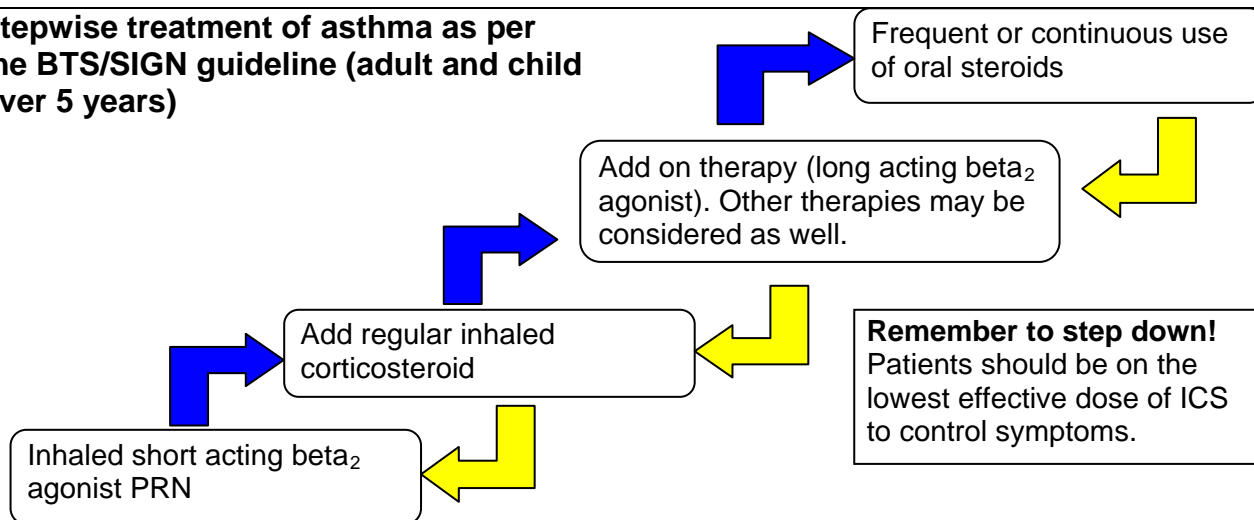 tepwise treatment of asthma as per
ne BTS/SIGN guideline (adult and child
ver 5 years)
Frequent or continuous use
of oral steroids
Add on therapy (long acting beta₂
agonist). Other therapies may be
considered as well.
Add regular inhaled
corticosteroid
Remember to step down!
Patients should be on the
lowest effective dose of ICS
to control symptoms.
Inhaled short acting beta₂
agonist PRN